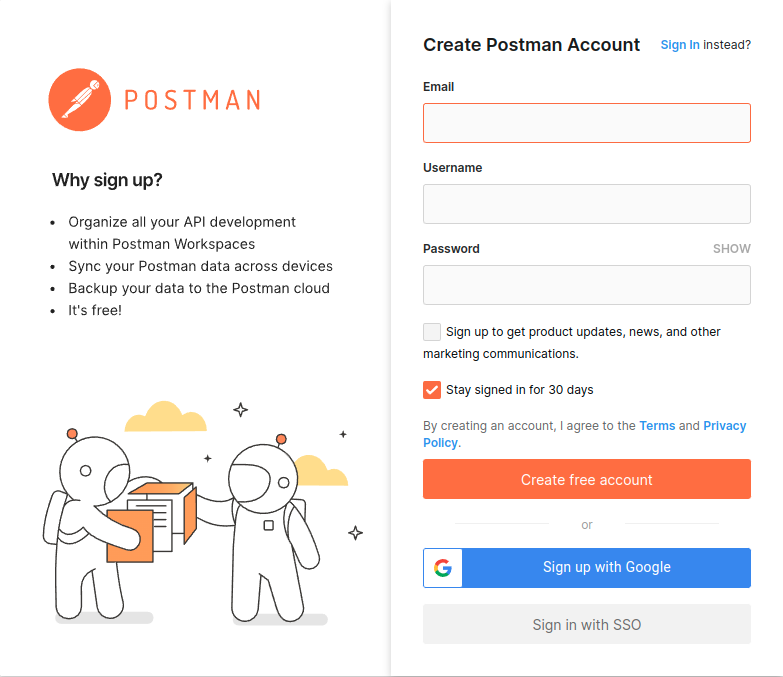 POSTMAN
Why sign up?
Organize all your API development
within Postman Workspaces
Sync your Postman data across devices
Backup your data to the Postman cloud
It's free!
Create Postman Account Sign In instead?
Email
Username
Password SHOW
Sign up to get product updates, news, and other
marketing communications.
Stay signed in for 30 days
By creating an account, I agree to the Terms and Privacy
Policy.
Create free account
or
Sign up with Google
Sign in with SSO